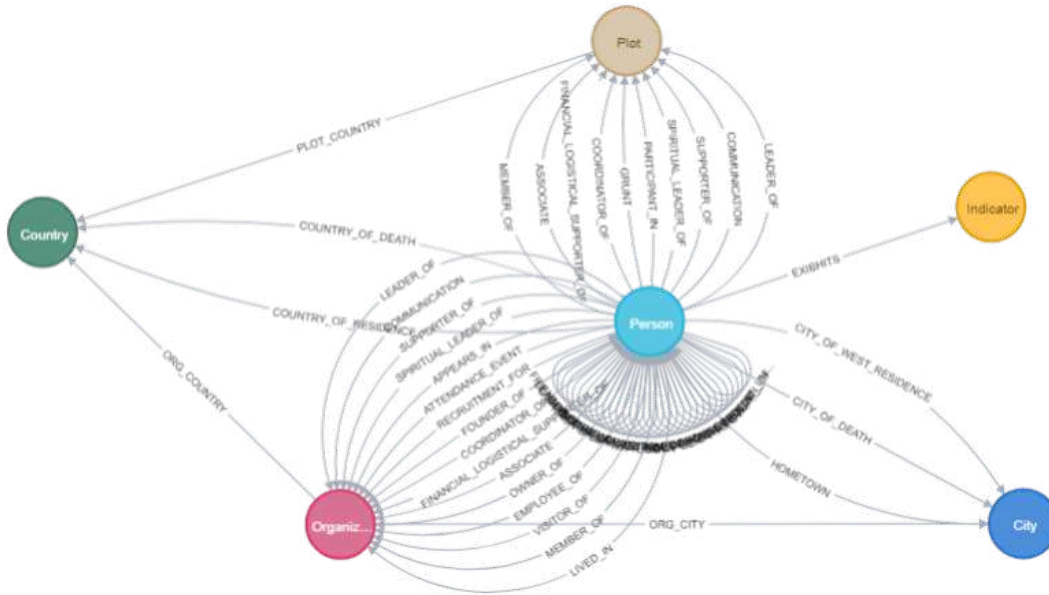 Plot
PLOT_COUNTRY
MEMBER_OF
ASSOCIATE
FINANCIAL_LOGISTICAL_SUPPORTER_OF
COORDINATOR_OF
GRUNT
PARTICIPANT_IN
SPIRITUAL_LEADER_OF
SUPPORTER_OF
COMMUNICATION
LEADER_OF
Indicator
Country
COUNTRY_OF_DEATH
EXIBHITS
COUNTRY_OF_RESIDENCE
Person
ORG_COUNTRY
LEADER_OF
COMMUNICATION
SUPPORTER_OF
SPIRITUAL_LEADER_OF
APPEARS_IN
ATTENDANCE_EVENT
RECRUITMENT_FOR
FOUNDER_OF
COORDINATOR_OF
FINANCIAL_LOGISTICAL_SUPPORTER_OF
ASSOCIATE
OWNER_OF
EMPLOYEE_OF
VISITOR_OF
MEMBER_OF
LIVED_IN
CITY_OF_WEST_RESIDENCE
CITY_OF_DEATH
HOMETOWN
Organiz...
ORG_CITY
City